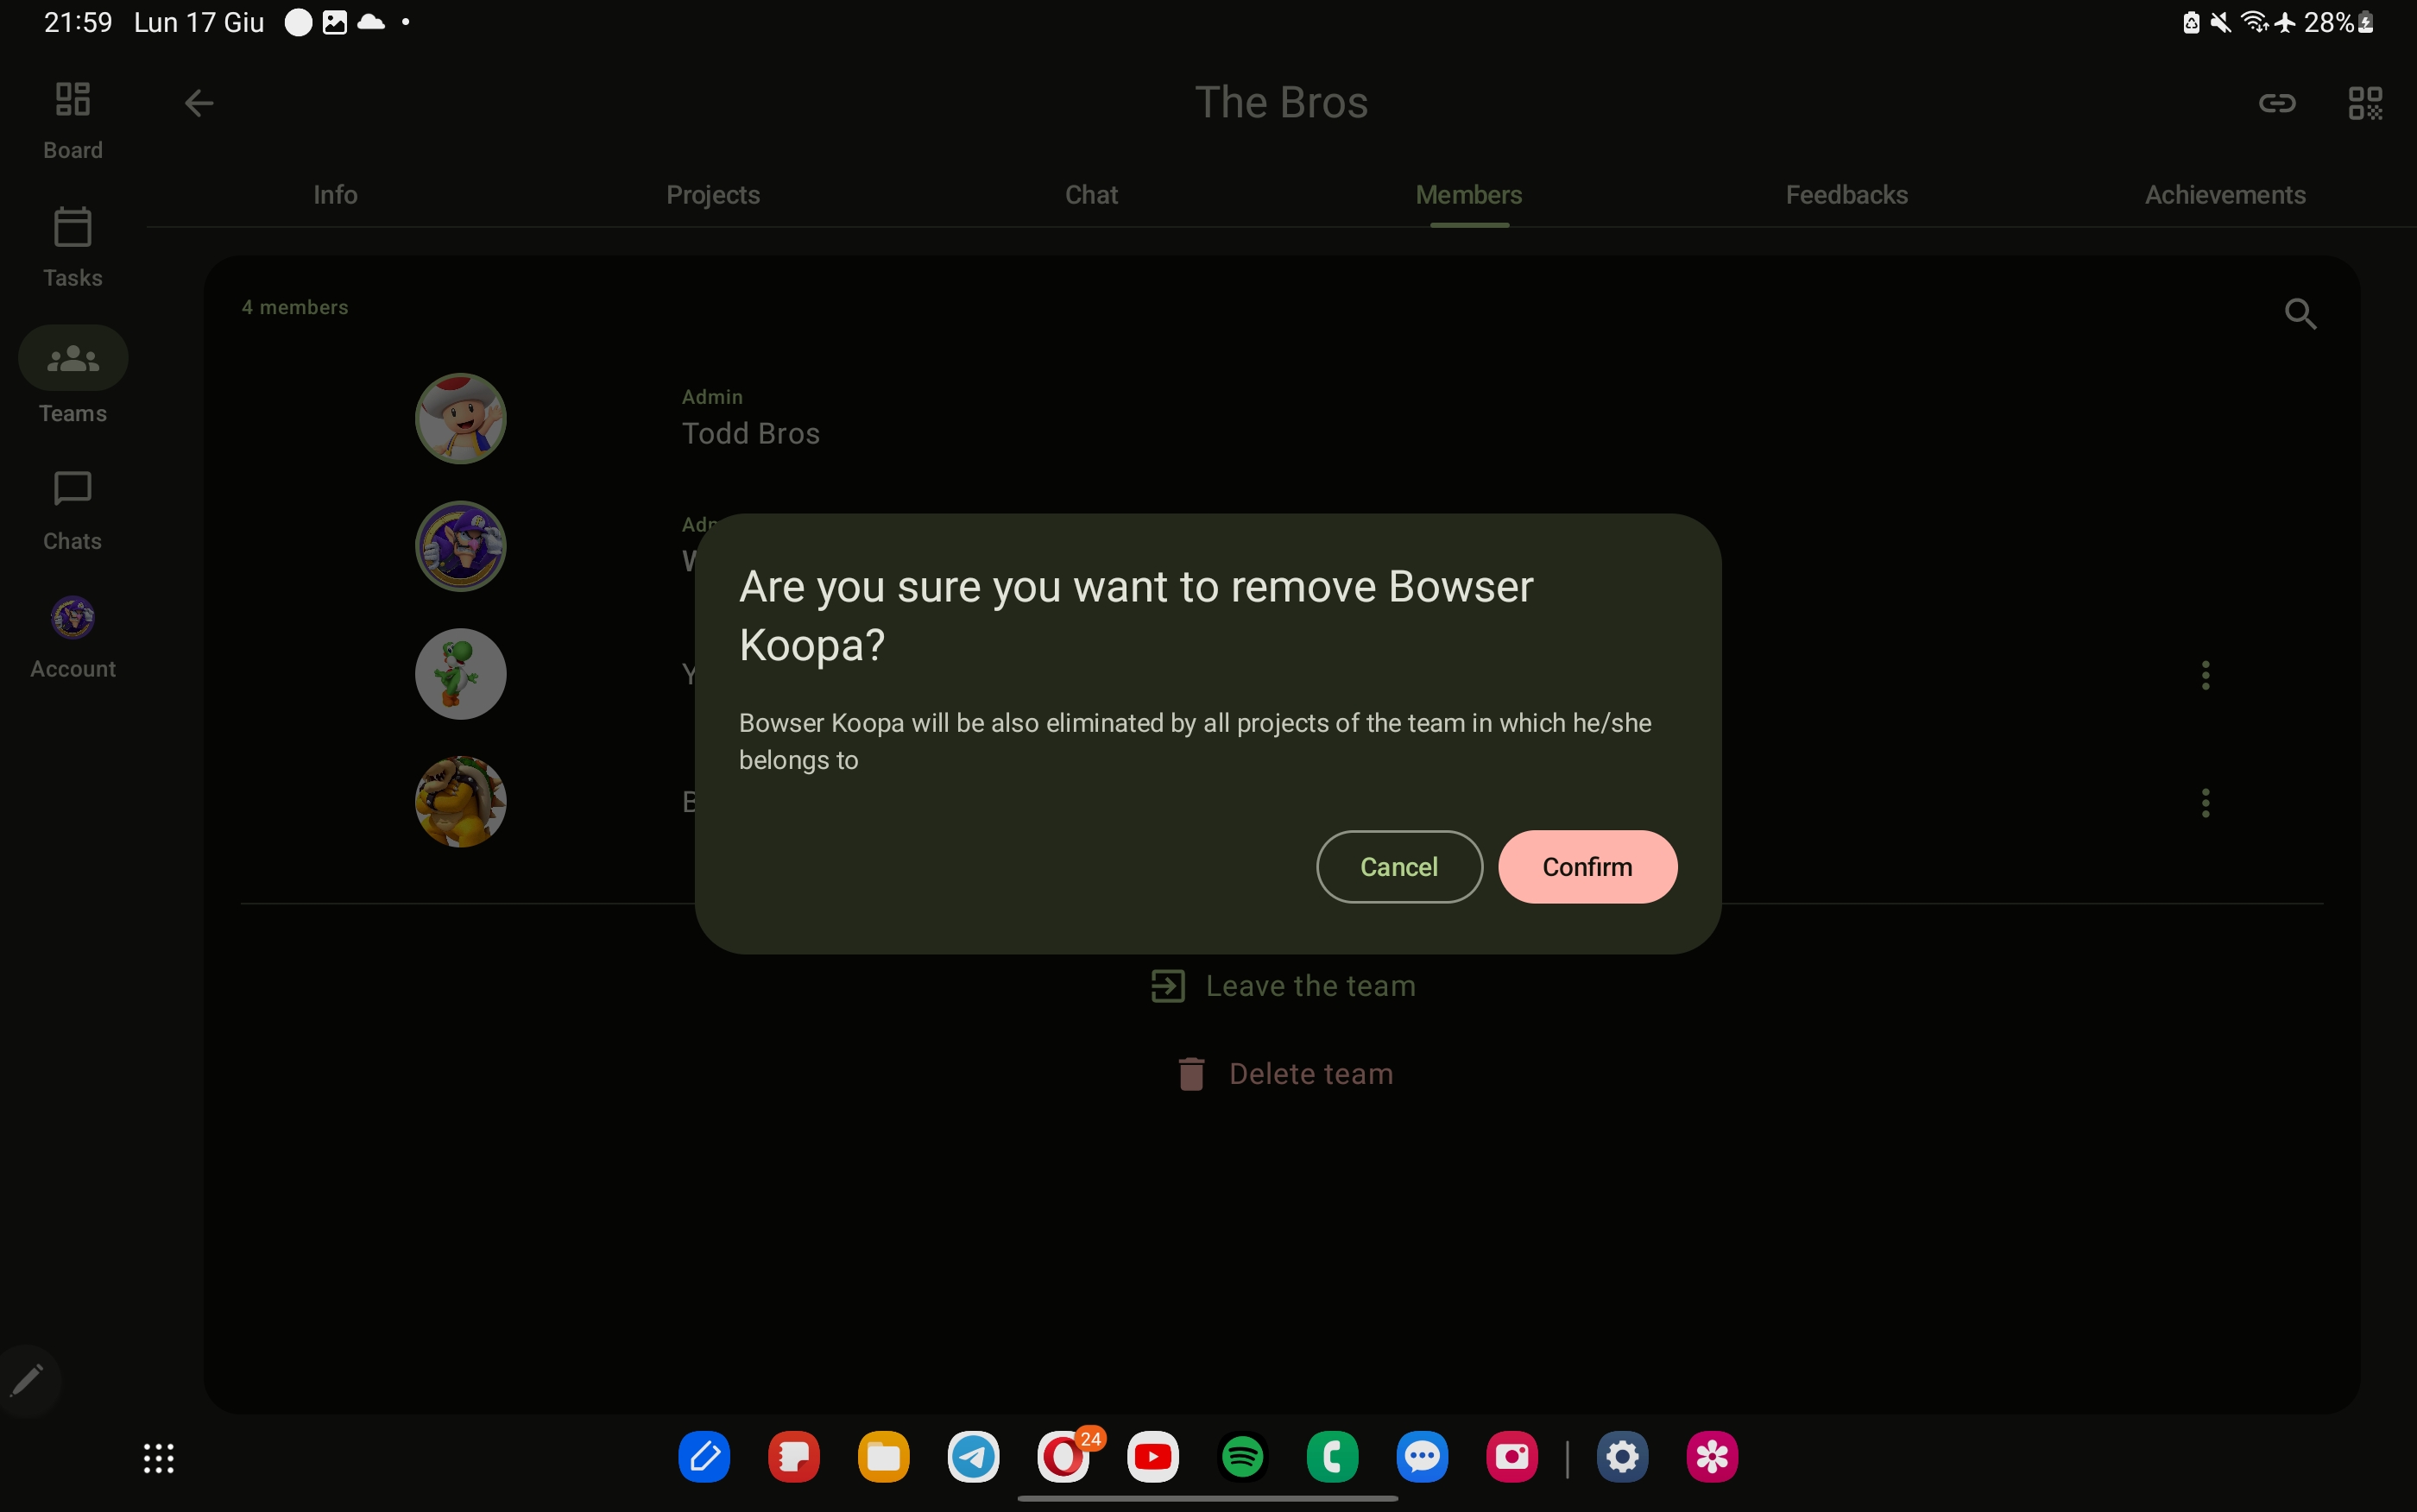 21:59 Lun 17 Giu
28%
The Bros
Board
Info Projects Chat Members Feedbacks Achievements
Tasks
4 members
Teams
Admin
Todd Bros
Chats
Are you sure you want to remove Bowser
Koopa?
Account
Bowser Koopa will be also eliminated by all projects of the team in which he/she
belongs to
Cancel Confirm
Leave the team
Delete team
24